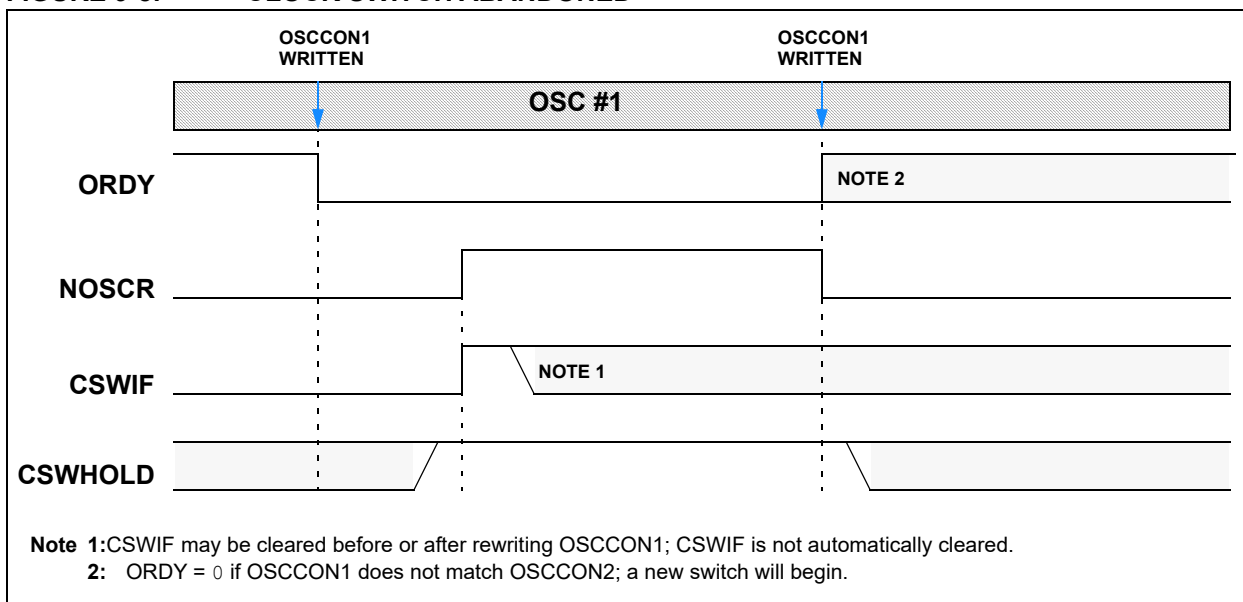 OSCCON1
WRITTEN
OSCCON1
WRITTEN
OSC #1
ORDY
NOTE 2
NOSCR
CSWIF
NOTE 1
CSWHOLD
Note 1:CSWIF may be cleared before or after rewriting OSCCON1; CSWIF is not automatically cleared.
2: ORDY = 0 if OSCCON1 does not match OSCCON2; a new switch will begin.